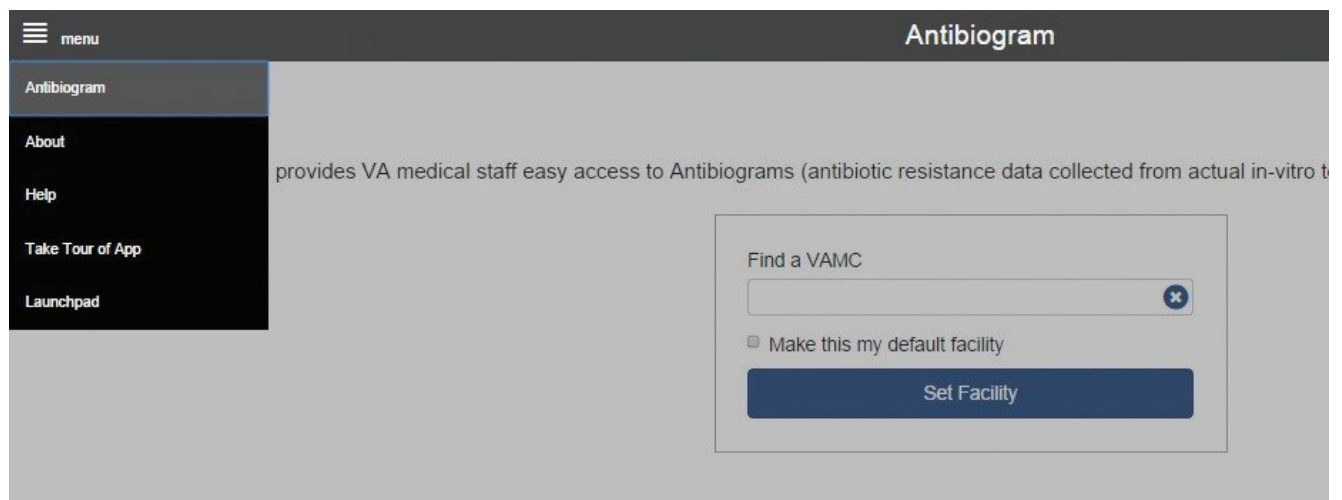 menu
Antibiogram
Antibiogram
About
Help
Take Tour of App
Launchpad
provides VA medical staff easy access to Antibiograms (antibiotic resistance data collected from actual in-vitro
Find a VAMC
Make this my default facility
Set Facility